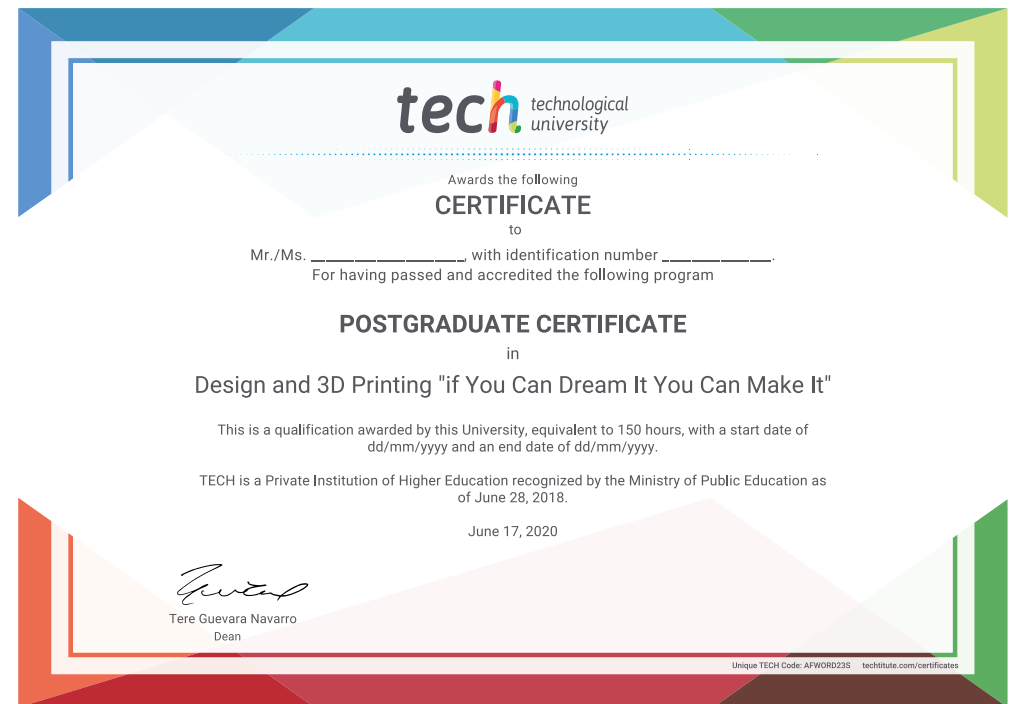 tech technological
university
Awards the following
CERTIFICATE
to
Mr./Ms. ____________________, with identification number ______________.
For having passed and accredited the following program
POSTGRADUATE CERTIFICATE
in
Design and 3D Printing "if You Can Dream It You Can Make It"
This is a qualification awarded by this University, equivalent to 150 hours, with a start date of
dd/mm/yyyy and an end date of dd/mm/yyyy.
TECH is a Private Institution of Higher Education recognized by the Ministry of Public Education as
of June 28, 2018.
June 17, 2020
Tere Guevara Navarro
Dean
Unique TECH Code: AFWORD23S techtitute.com/certificates